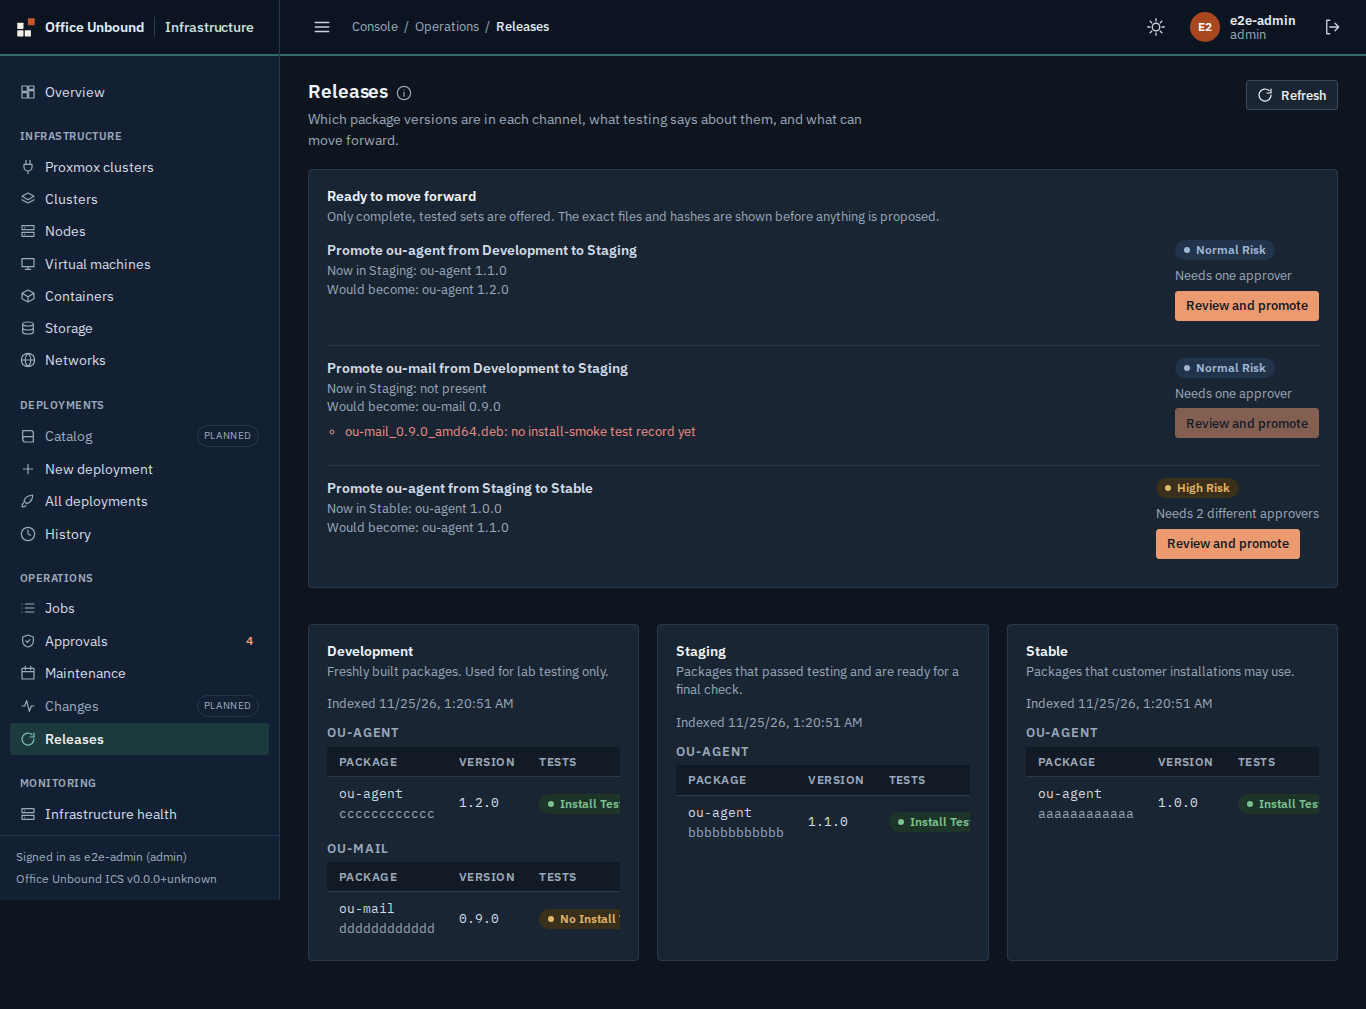 Office Unbound Infrastructure
Console / Operations / Releases
E2
e2e-admin
admin
Overview
INFRASTRUCTURE
Proxmox clusters
Clusters
Nodes
Virtual machines
Containers
Storage
Networks
DEPLOYMENTS
Catalog PLANNED
New deployment
All deployments
History
OPERATIONS
Jobs
Approvals 4
Maintenance
Changes PLANNED
Releases
MONITORING
Infrastructure health
Signed in as e2e-admin (admin)
Office Unbound ICS v0.0.0+unknown
Releases
Refresh
Which package versions are in each channel, what testing says about them, and what can
move forward.
Ready to move forward
Only complete, tested sets are offered. The exact files and hashes are shown before anything is proposed.
Promote ou-agent from Development to Staging
Now in Staging: ou-agent 1.1.0
Would become: ou-agent 1.2.0
Normal Risk
Needs one approver
Review and promote
Promote ou-mail from Development to Staging
Now in Staging: not present
Would become: ou-mail 0.9.0
ou-mail_0.9.0_amd64.deb: no install-smoke test record yet
Normal Risk
Needs one approver
Review and promote
Promote ou-agent from Staging to Stable
Now in Stable: ou-agent 1.0.0
Would become: ou-agent 1.1.0
High Risk
Needs 2 different approvers
Review and promote
Development
Freshly built packages. Used for lab testing only.
Indexed 11/25/26, 1:20:51 AM
OU-AGENT
PACKAGE VERSION TESTS
ou-agent
cccccccccccc
1.2.0
Install Tes
OU-MAIL
PACKAGE VERSION TESTS
ou-mail
dddddddddddd
0.9.0
No Install
Staging
Packages that passed testing and are ready for a
final check.
Indexed 11/25/26, 1:20:51 AM
OU-AGENT
PACKAGE VERSION TESTS
ou-agent
bbbbbbbbbbbb
1.1.0
Install Tes
Stable
Packages that customer installations may use.
Indexed 11/25/26, 1:20:51 AM
OU-AGENT
PACKAGE VERSION TESTS
ou-agent
aaaaaaaaaaaa
1.0.0
Install Tes